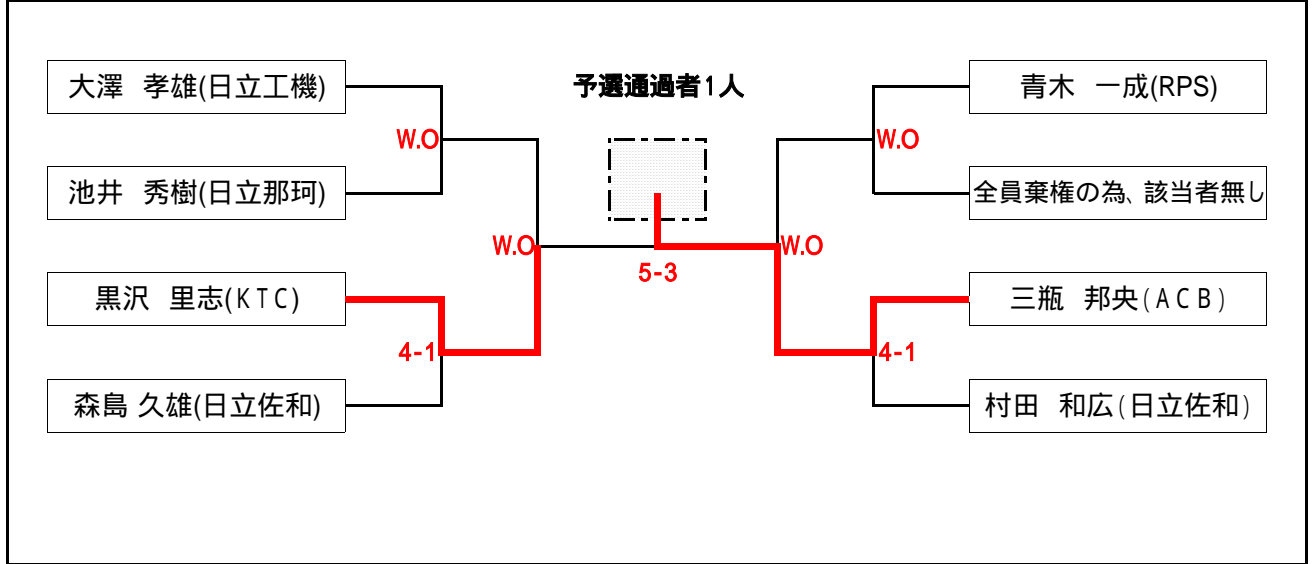 予選通過者1人
大澤 孝雄(日立工機)
W.O
池井 秀樹(日立那珂)
W.O
黒沢 里志(KTC)
4-1
森島 久雄(日立佐和)
5-3
青木 一成(RPS)
W.O
全員棄権の為、該当者無し
W.O
三瓶 邦央(ACB)
4-1
村田 和広(日立佐和)